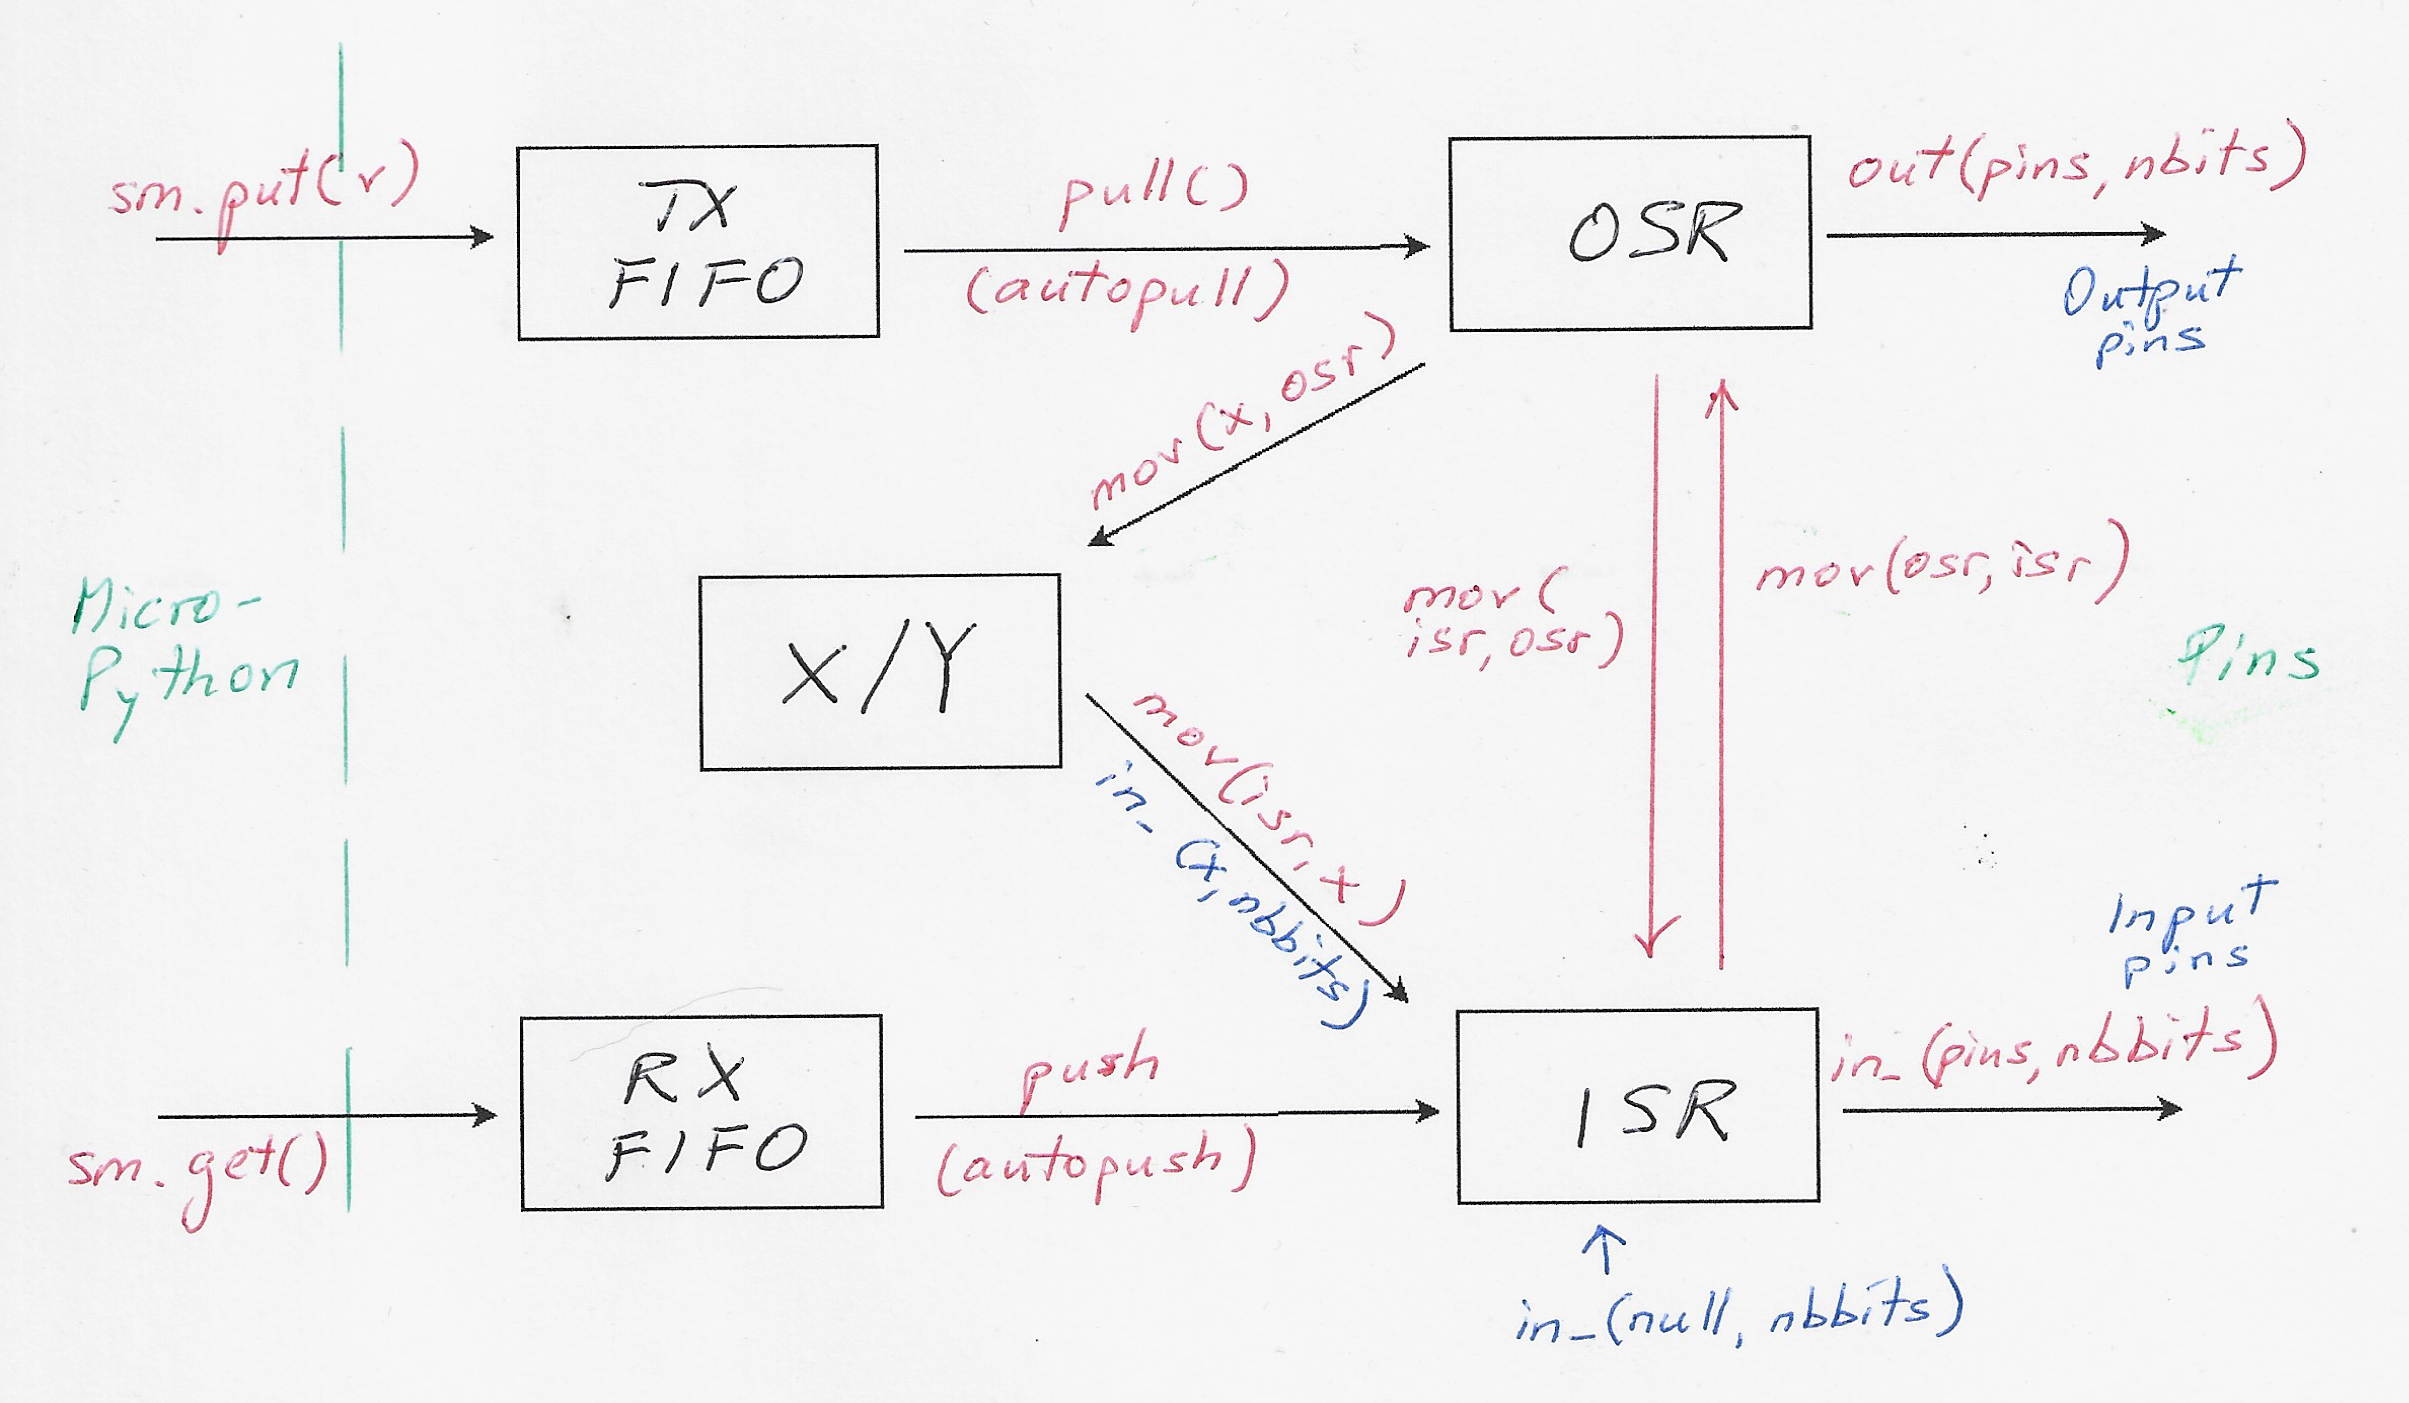 sm.put(v)
TX
FIFO
pull()
(autopull)
OSR
out(pins, nbits)
Output
pins
mov(x, osr)
Micro-
Python
X/Y
mov(
isr, osr)
mov(osr, isr)
Pins
mov(isr, x)
in_(x, nbbits)
Input
pins
sm.get()
RX
FIFO
push
(autopush)
ISR
in_(pins, nbbits)
in_(null, nbbits)